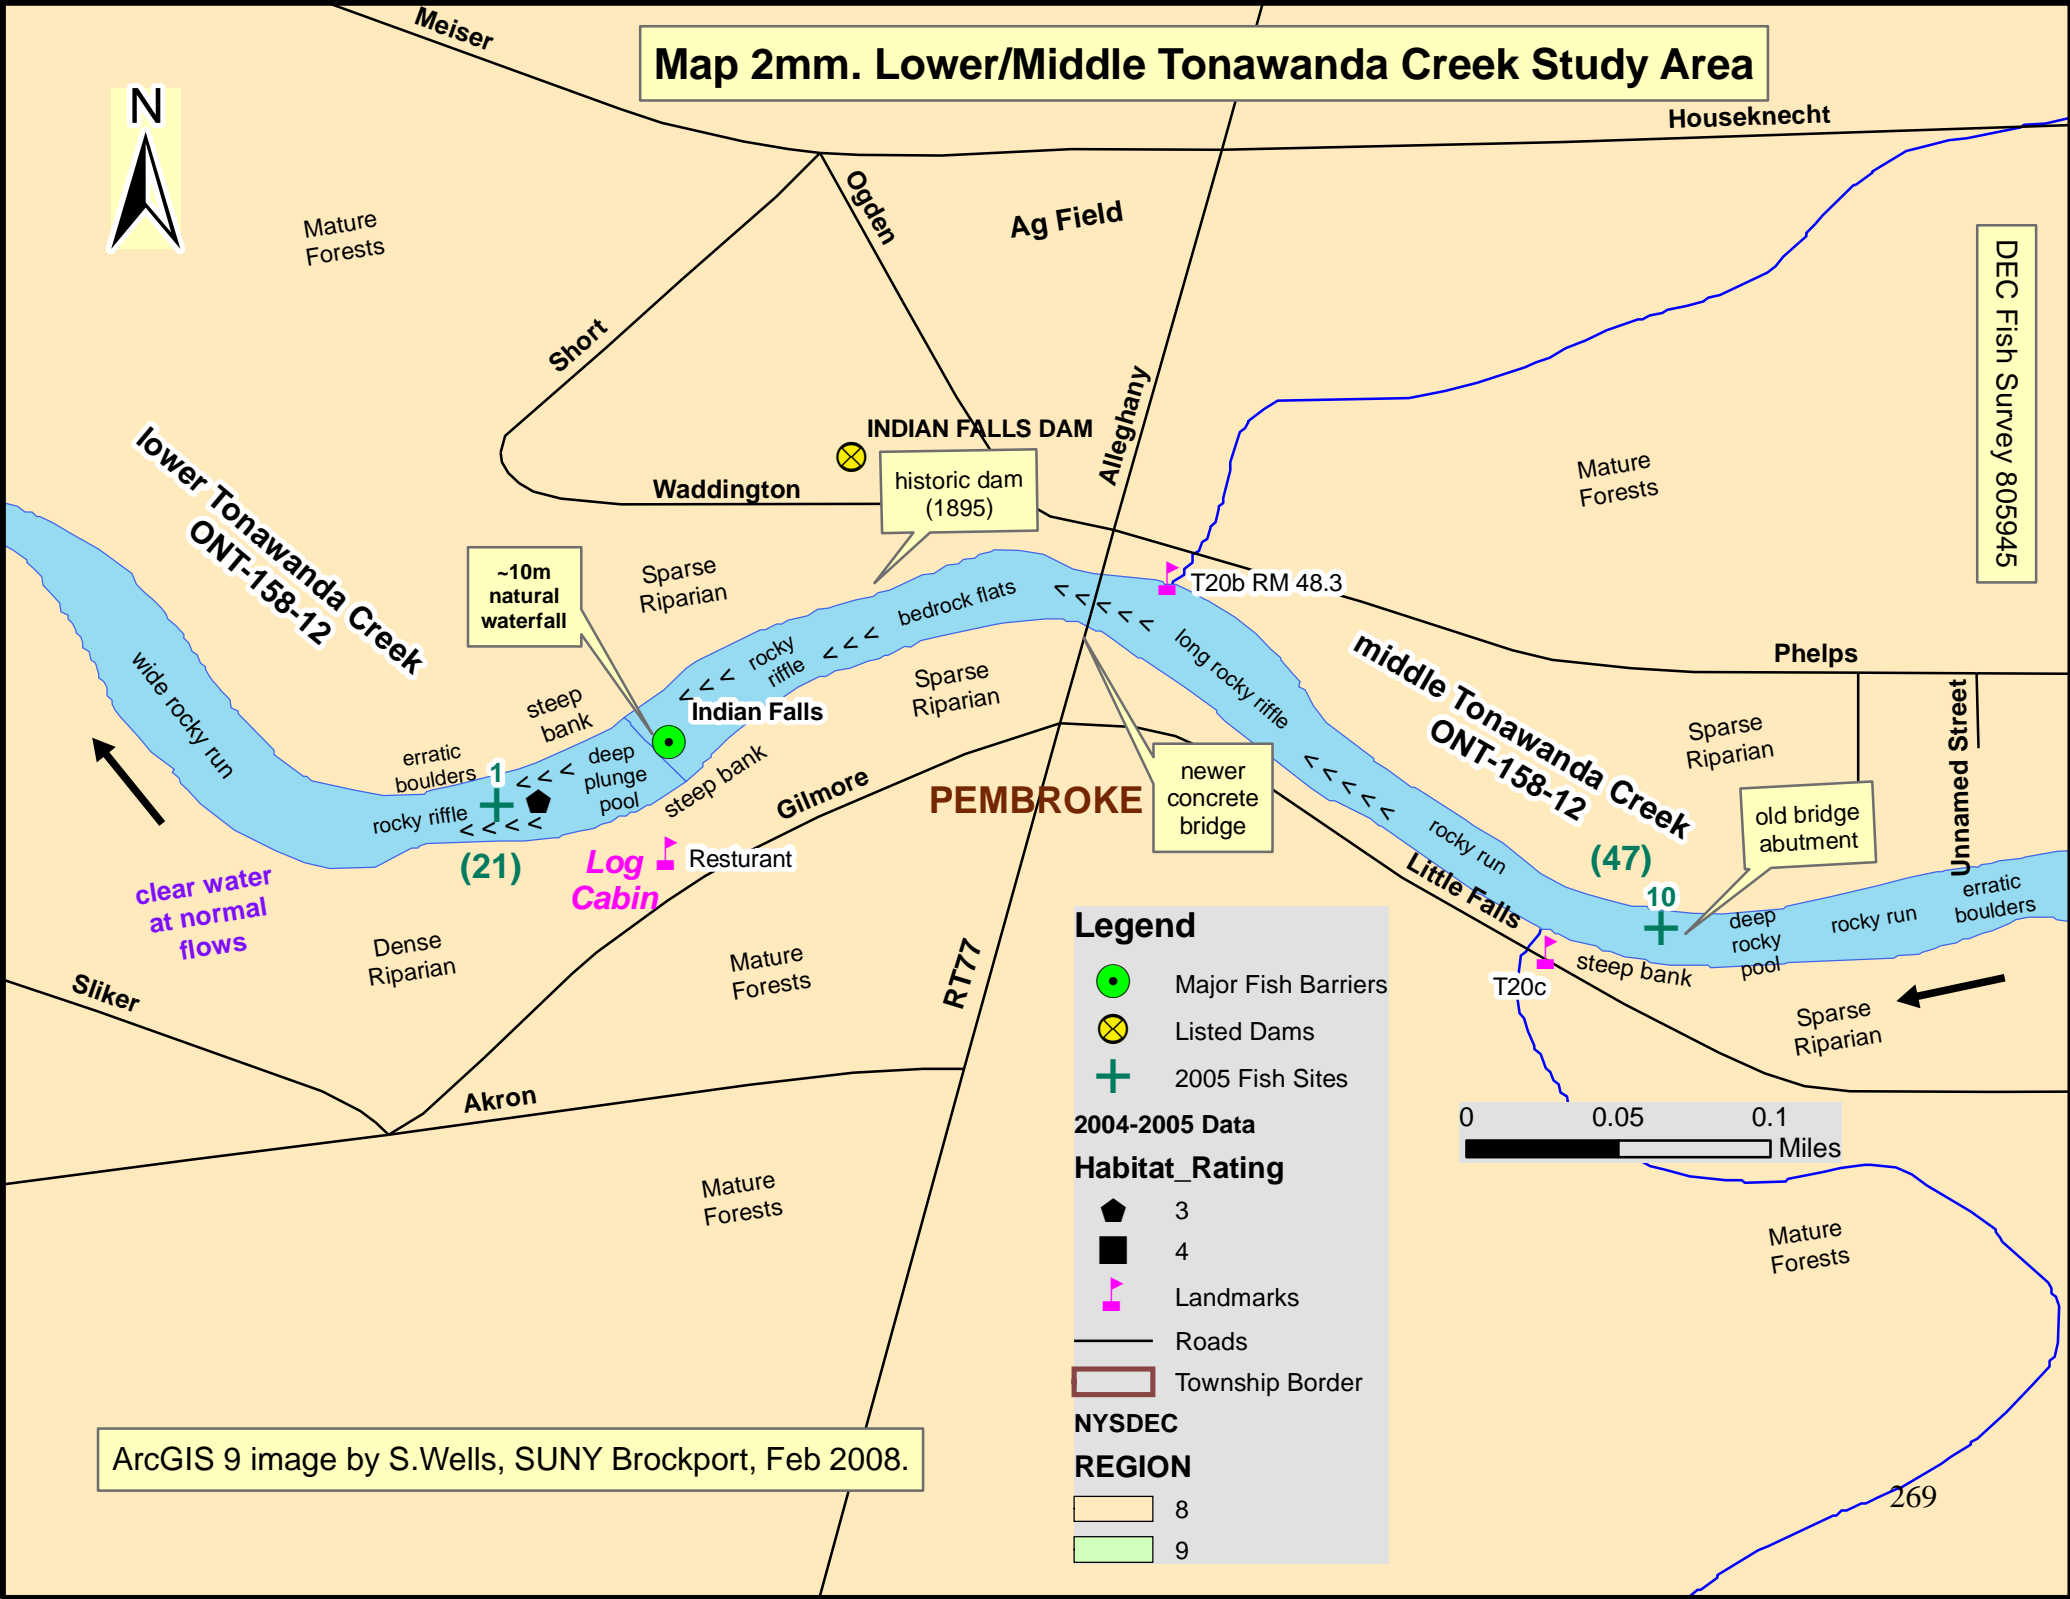 Meiser
Map 2mm. Lower/Middle Tonawanda Creek Study Area
Houseknecht
N
Mature
Forests
Ogden
Ag Field
DEC Fish Survey 805945
Short
Alleghany
INDIAN FALLS DAM
lower Tonawanda Creek
ONT-158-12
Waddington
historic dam
(1895)
Mature
Forests
~10m
natural
waterfall
Sparse
Riparian
bedrock flats
< < < < <
T20b RM 48.3
long rocky riffle
middle Tonawanda Creek
ONT-158-12
Phelps
wide rocky run
rocky
riffle
< < <
< < <
Sparse
Riparian
Indian Falls
steep
bank
Sparse
Riparian
Unnamed Street
erratic
boulders
1
< < <
deep
plunge
pool
steep bank
Gilmore
PEMBROKE
newer
concrete
bridge
< < < < < <
rocky riffle
< < < <
rocky run
old bridge
abutment
(21)
Log
Cabin
Resturant
Little Falls
(47)
10
deep
rocky
pool
rocky run
erratic
boulders
clear water
at normal
flows
Dense
Riparian
Mature
Forests
RT77
steep bank
T20c
Sparse
Riparian
Sliker
Akron
Mature
Forests
Legend
Major Fish Barriers
Listed Dams
2005 Fish Sites
2004-2005 Data
Habitat_Rating
3
4
Landmarks
Roads
Township Border
NYSDEC
REGION
8
9
0 0.05 0.1
Miles
Mature
Forests
ArcGIS 9 image by S.Wells, SUNY Brockport, Feb 2008.
269